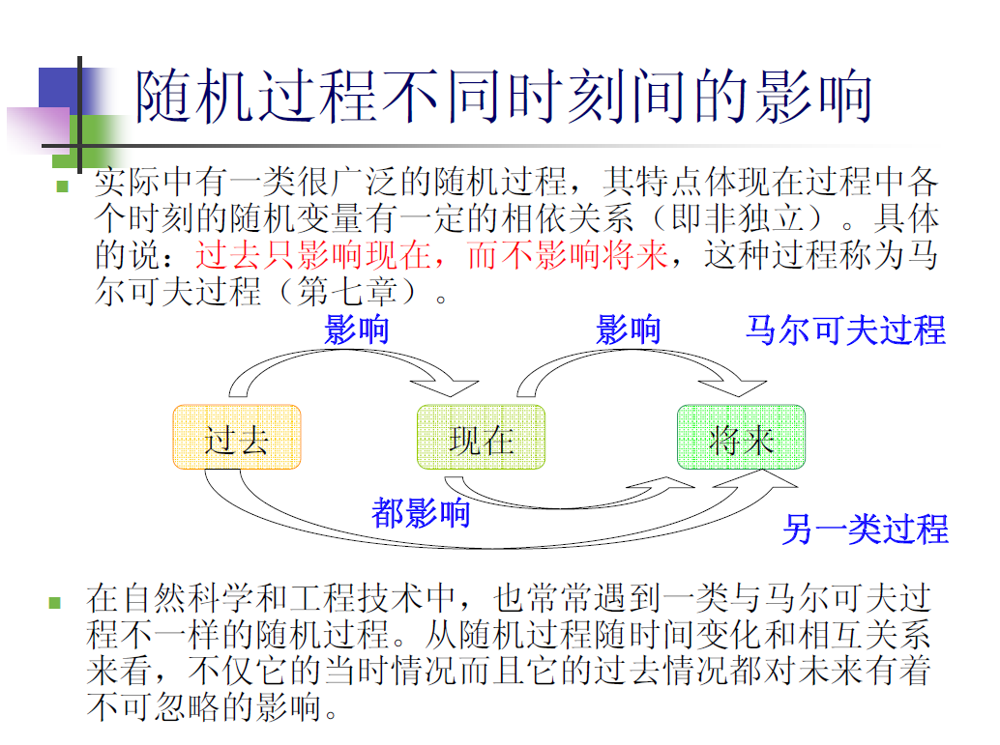 随机过程不同时刻间的影响
实际中有一类很广泛的随机过程，其特点体现在过程中各
个时刻的随机变量有一定的相依关系（即非独立）。具体
的说：过去只影响现在，而不影响将来，这种过程称为马
尔可夫过程（第七章）。
影响 影响 马尔可夫过程
过去 现在 将来
都影响
另一类过程
在自然科学和工程技术中，也常常遇到一类与马尔可夫过
程不一样的随机过程。从随机过程随时间变化和相互关系
来看，不仅它的当时情况而且它的过去情况都对未来有着
不可忽略的影响。